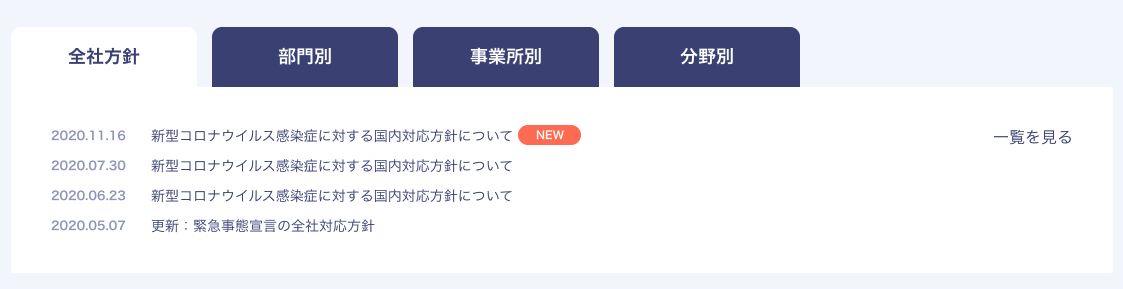 全社方針 部門別 事業所別 分野別
2020.11.16 新型コロナウイルス感染症に対する国内対応方針について NEW 一覧を見る
2020.07.30 新型コロナウイルス感染症に対する国内対応方針について
2020.06.23 新型コロナウイルス感染症に対する国内対応方針について
2020.05.07 更新：緊急事態宣言の全社対応方針